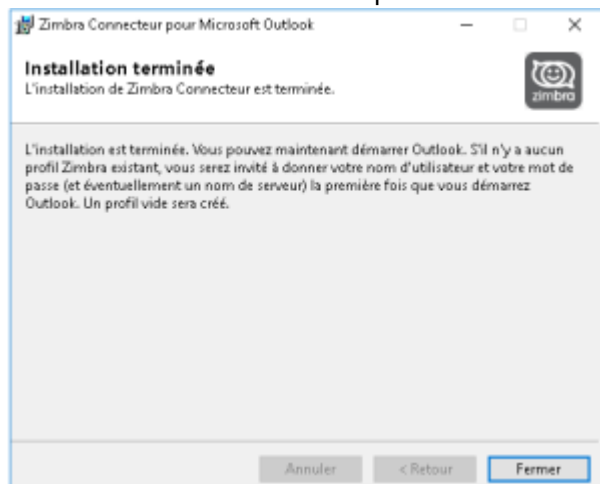 Zimbra Connecteur pour Microsoft Outlook
Installation terminée
L'installation de Zimbra Connecteur est terminée.
zimbra
L'installation est terminée. Vous pouvez maintenant démarrer Outlook. S'il n'y a aucun
profil Zimbra existant, vous serez invité à donner votre nom d'utilisateur et votre mot de
passe (et éventuellement un nom de serveur) la première fois que vous démarrez
Outlook. Un profil vide sera créé.
Annuler
< Retour
Fermer